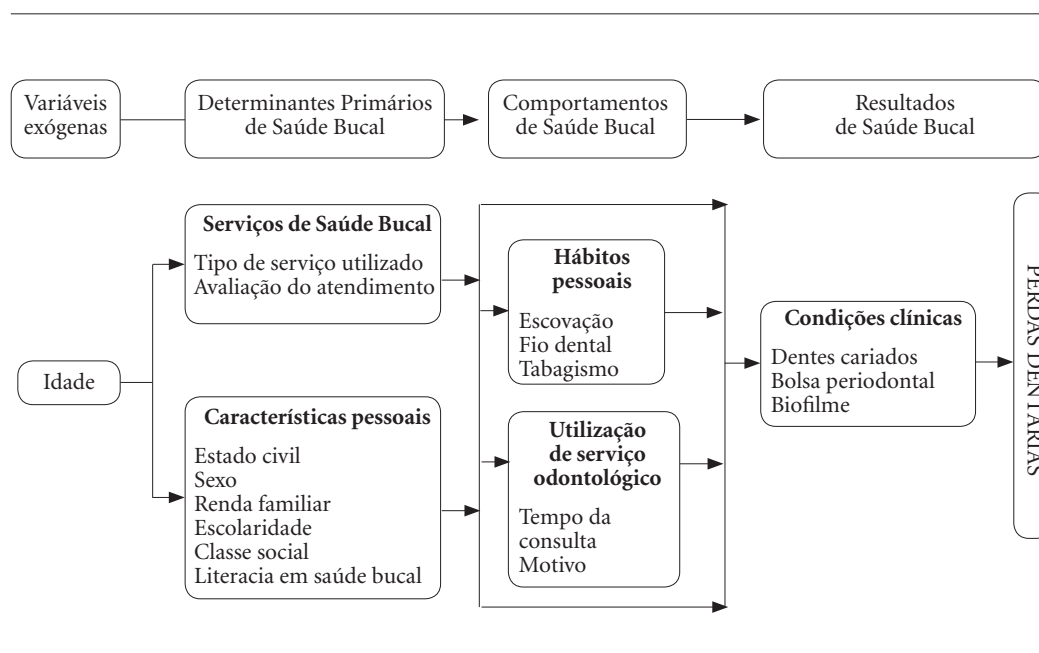 Variáveis
exógenas
Determinantes Primários
de Saúde Bucal
Comportamentos
de Saúde Bucal
Resultados
de Saúde Bucal
Idade
Serviços de Saúde Bucal
Tipo de serviço utilizado
Avaliação do atendimento
Características pessoais
Estado civil
Sexo
Renda familiar
Escolaridade
Classe social
Literacia em saúde bucal
Hábitos
pessoais
Escovação
Fio dental
Tabagismo
Utilização
de serviço
odontológico
Tempo da
consulta
Motivo
Condições clínicas
Dentes cariados
Bolsa periodontal
Biofilme
PERDAS DENTÁRIAS